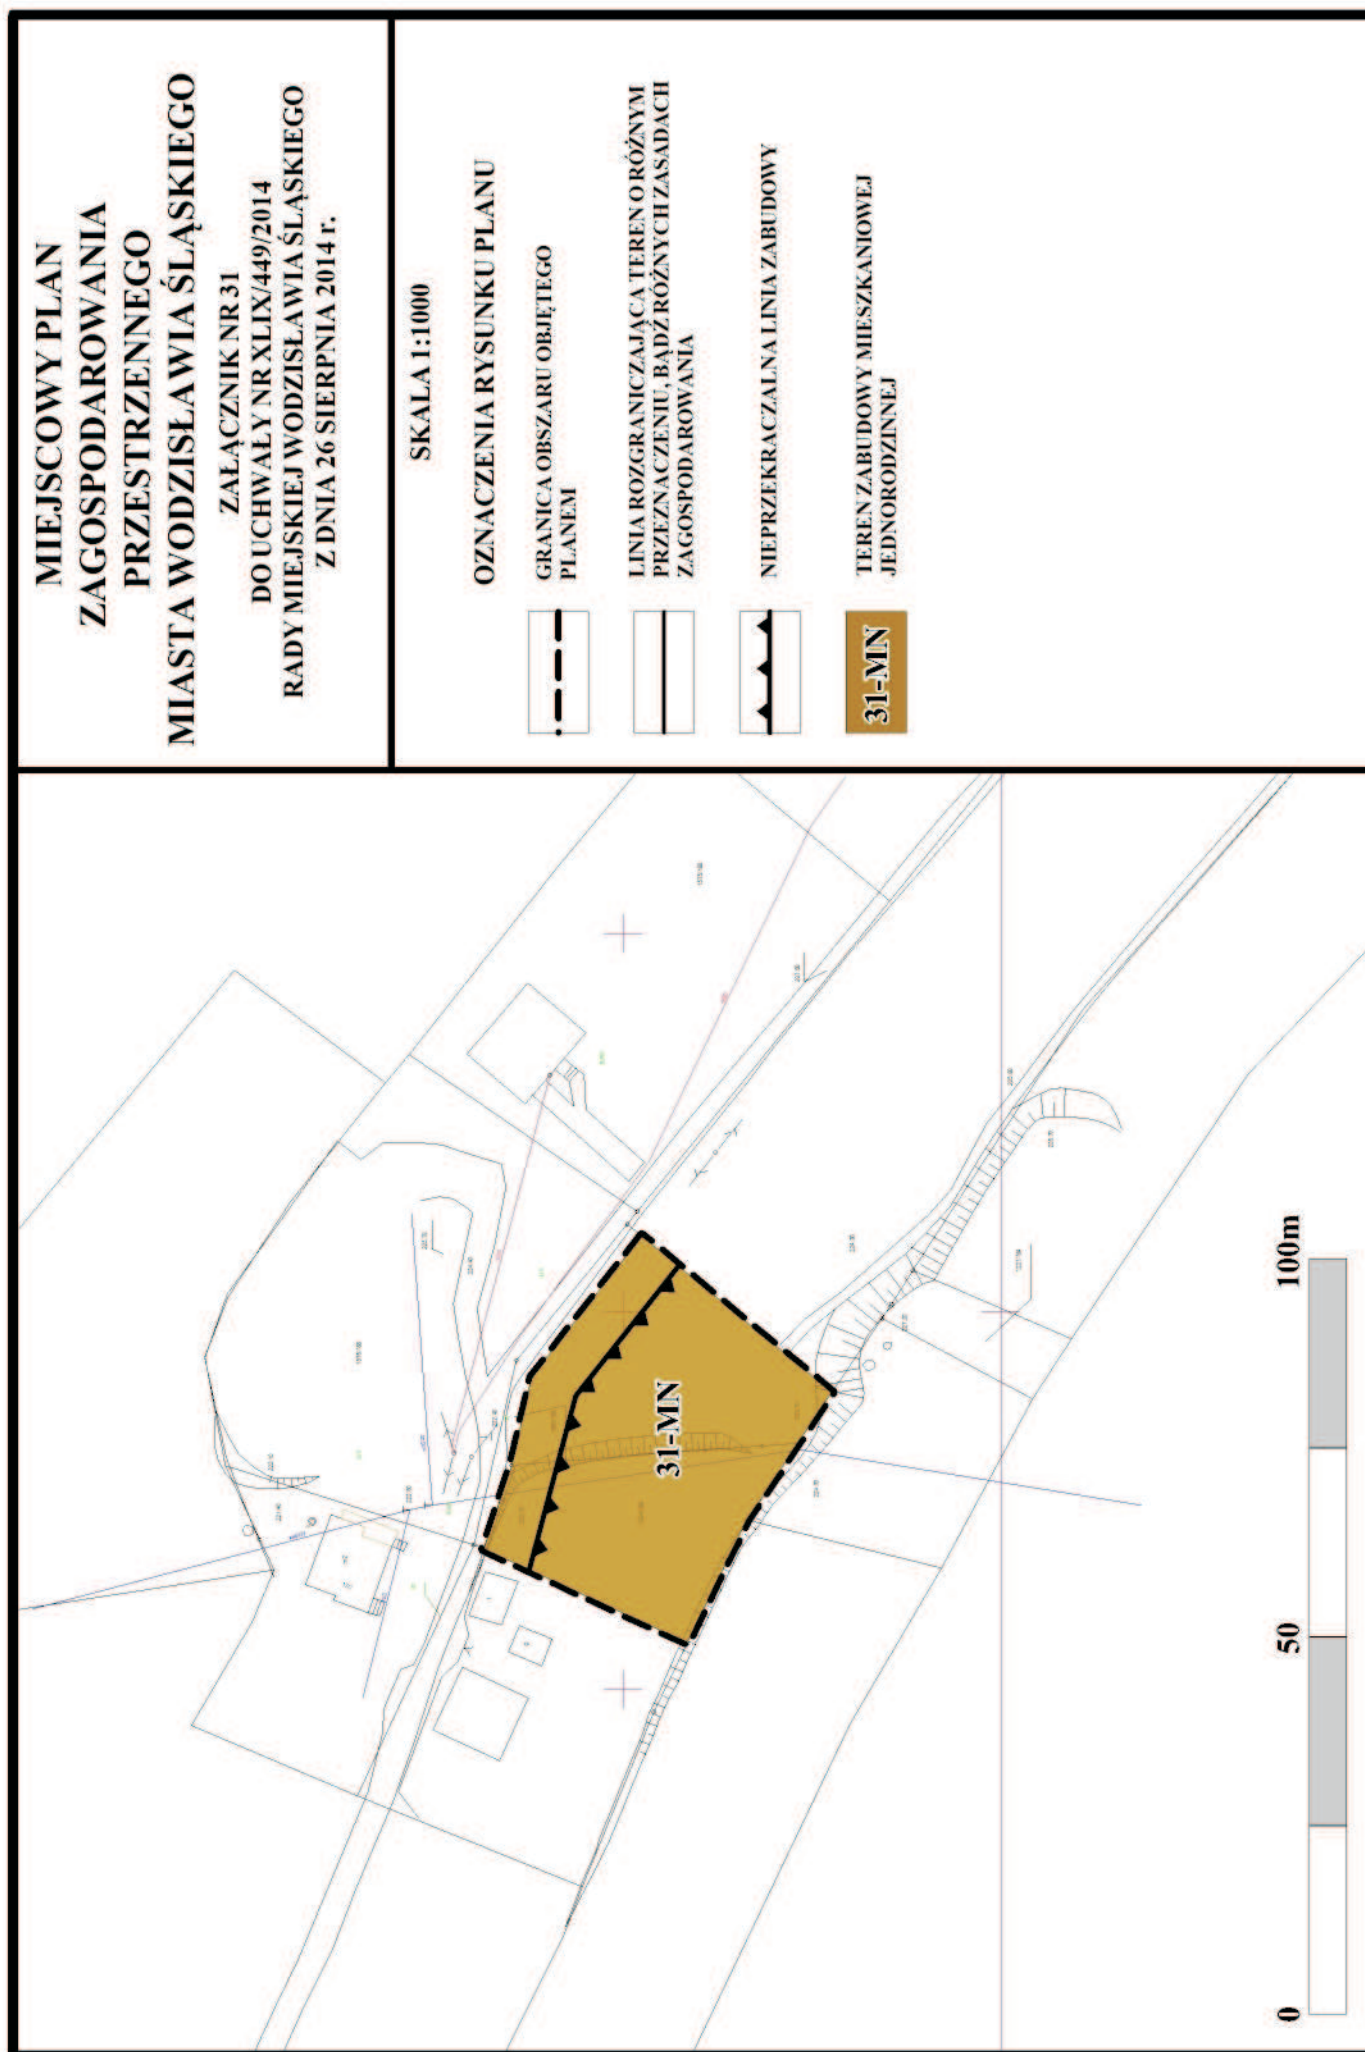 MIEJSCOWY PLAN
ZAGOSPODAROWANIA
PRZESTRZENNEGO
MIASTA WODZISŁAWIA ŚLĄSKIEGO
ZAŁĄCZNIK NR 31
DO UCHWAŁY NR XLIX/449/2014
RADY MIEJSKIEJ WODZISŁAWIA ŚLĄSKIEGO
Z DNIA 26 SIERPNIA 2014 r.
SKALA 1:1000
OZNACZENIA RYSUNKU PLANU
GRANICA OBSZARU OBJĘTEGO
PLANEM
LINIA ROZGRANICZAJĄCA TEREN O RÓŻNYM
PRZEZNACZENIU, BĄDŹ RÓŻNYCH ZASADACH
ZAGOSPODAROWANIA
NIEPRZEKRACZALNA LINIA ZABUDOWY
31-MN
TEREN ZABUDOWY MIESZKANIOWEJ
JEDNORODZINNEJ
31-MN
0 50 100m